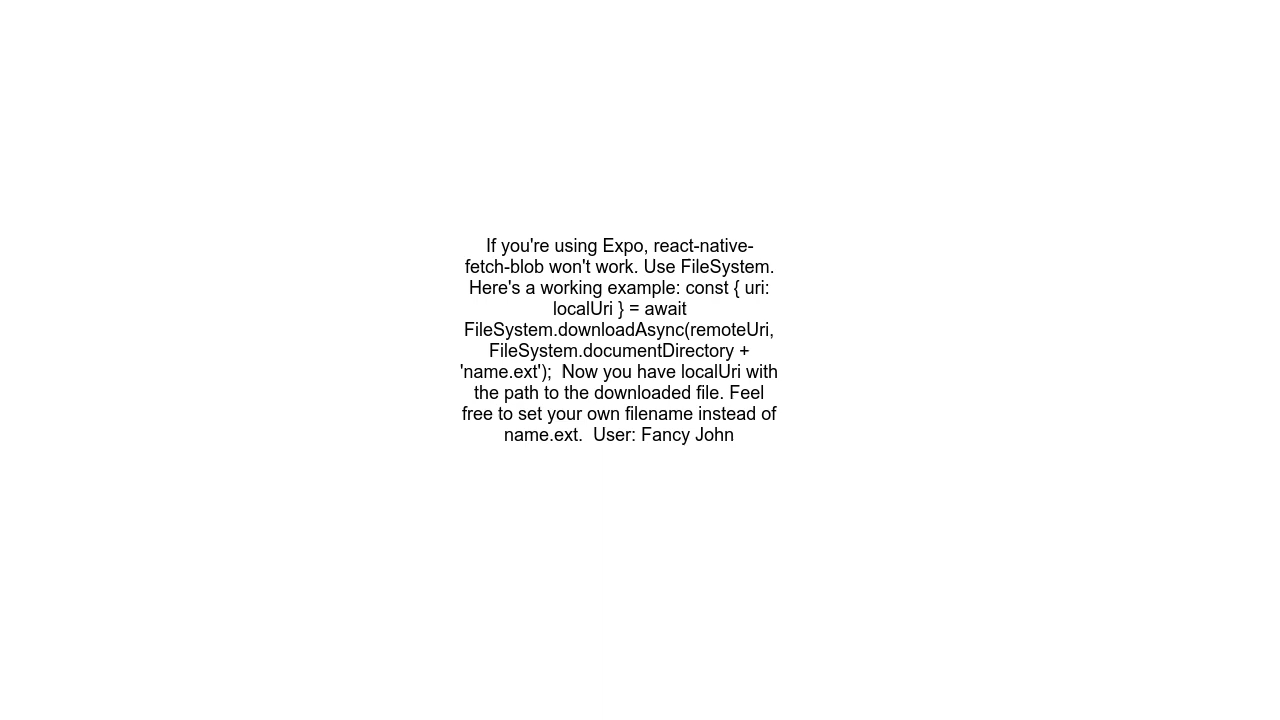 If you're using Expo, react-native-
fetch-blob won't work. Use FileSystem.
Here's a working example: const { uri:
localUri } = await
FileSystem.downloadAsync(remoteUri,
FileSystem.documentDirectory +
'name.ext');  Now you have localUri with
the path to the downloaded file. Feel
free to set your own filename instead of
name.ext.  User: Fancy John